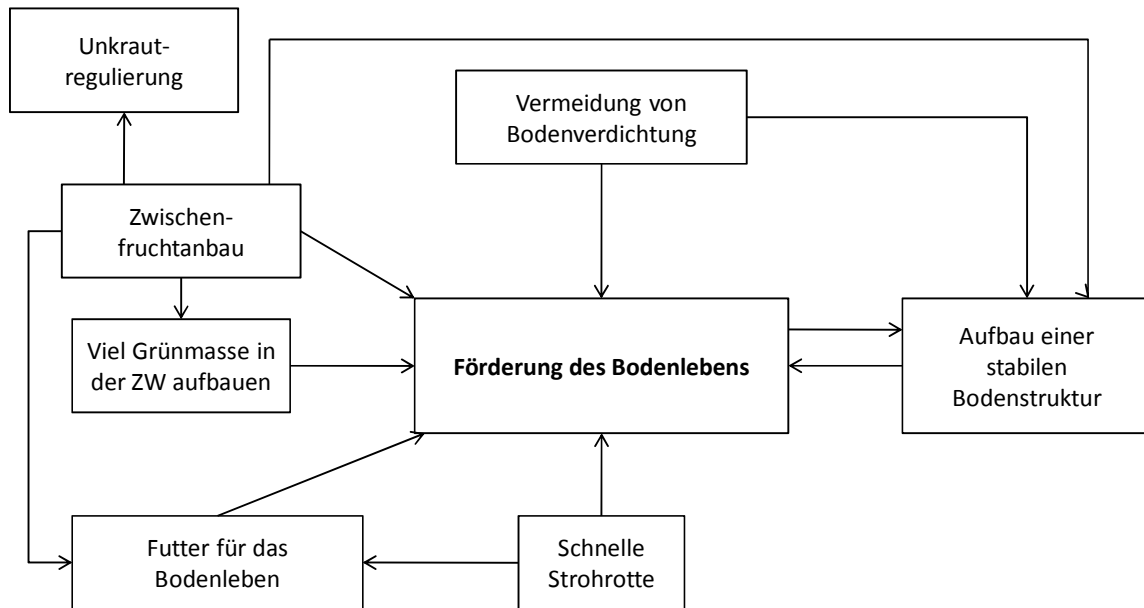 Unkraut-
regulierung
Vermeidung von
Bodenverdichtung
Zwischen-
fruchtanbau
Viel Grünmasse in
der ZW aufbauen
Förderung des Bodenlebens
Aufbau einer
stabilen
Bodenstruktur
Futter für das
Bodenleben
Schnelle
Strohrotte